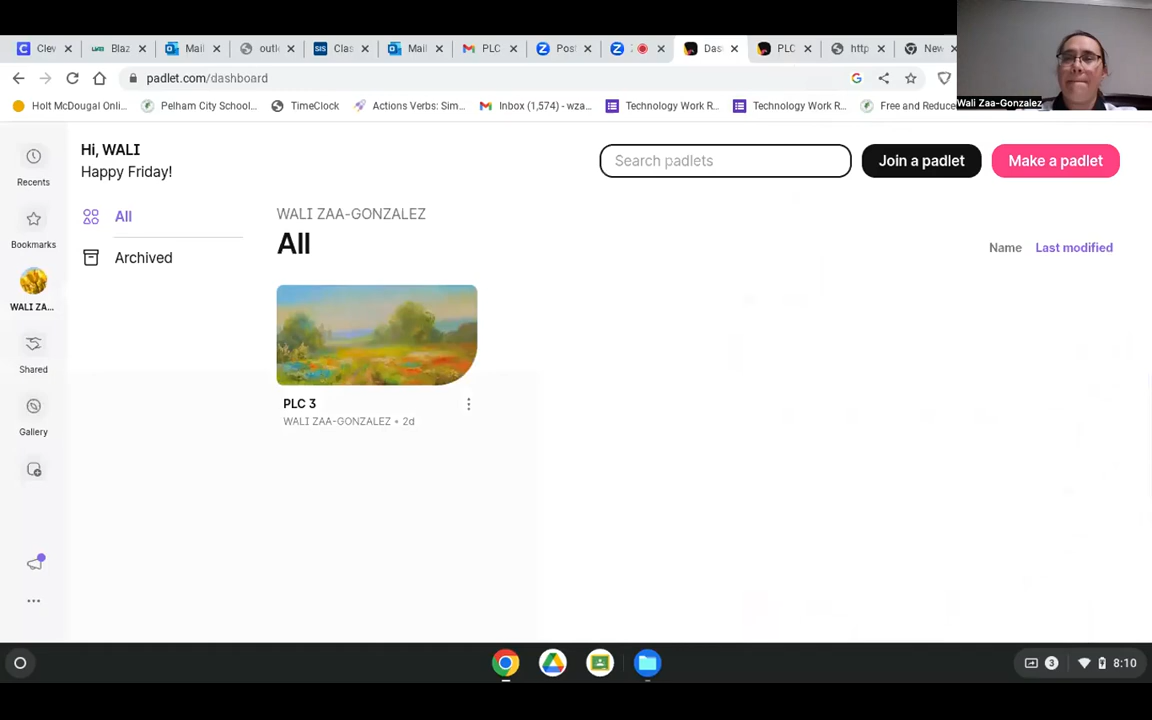 Clev
Blaz
Mail
outl
SIS Clas
Mail
PLC
Post
Das
PLC
http
New
padlet.com/dashboard
Holt McDougal Onli...
Pelham City School...
TimeClock
Actions Verbs: Sim...
Inbox (1,574) - wza...
Technology Work R...
Technology Work R...
Free and Reduce
Wali Zaa-Gonzalez
Hi, WALI
Happy Friday!
Search padlets
Join a padlet
Make a padlet
Recents
Bookmarks
WALI ZA...
Shared
Gallery
All
Archived
WALI ZAA-GONZALEZ
All
Name
Last modified
PLC 3
WALI ZAA-GONZALEZ • 2d
3
8:10